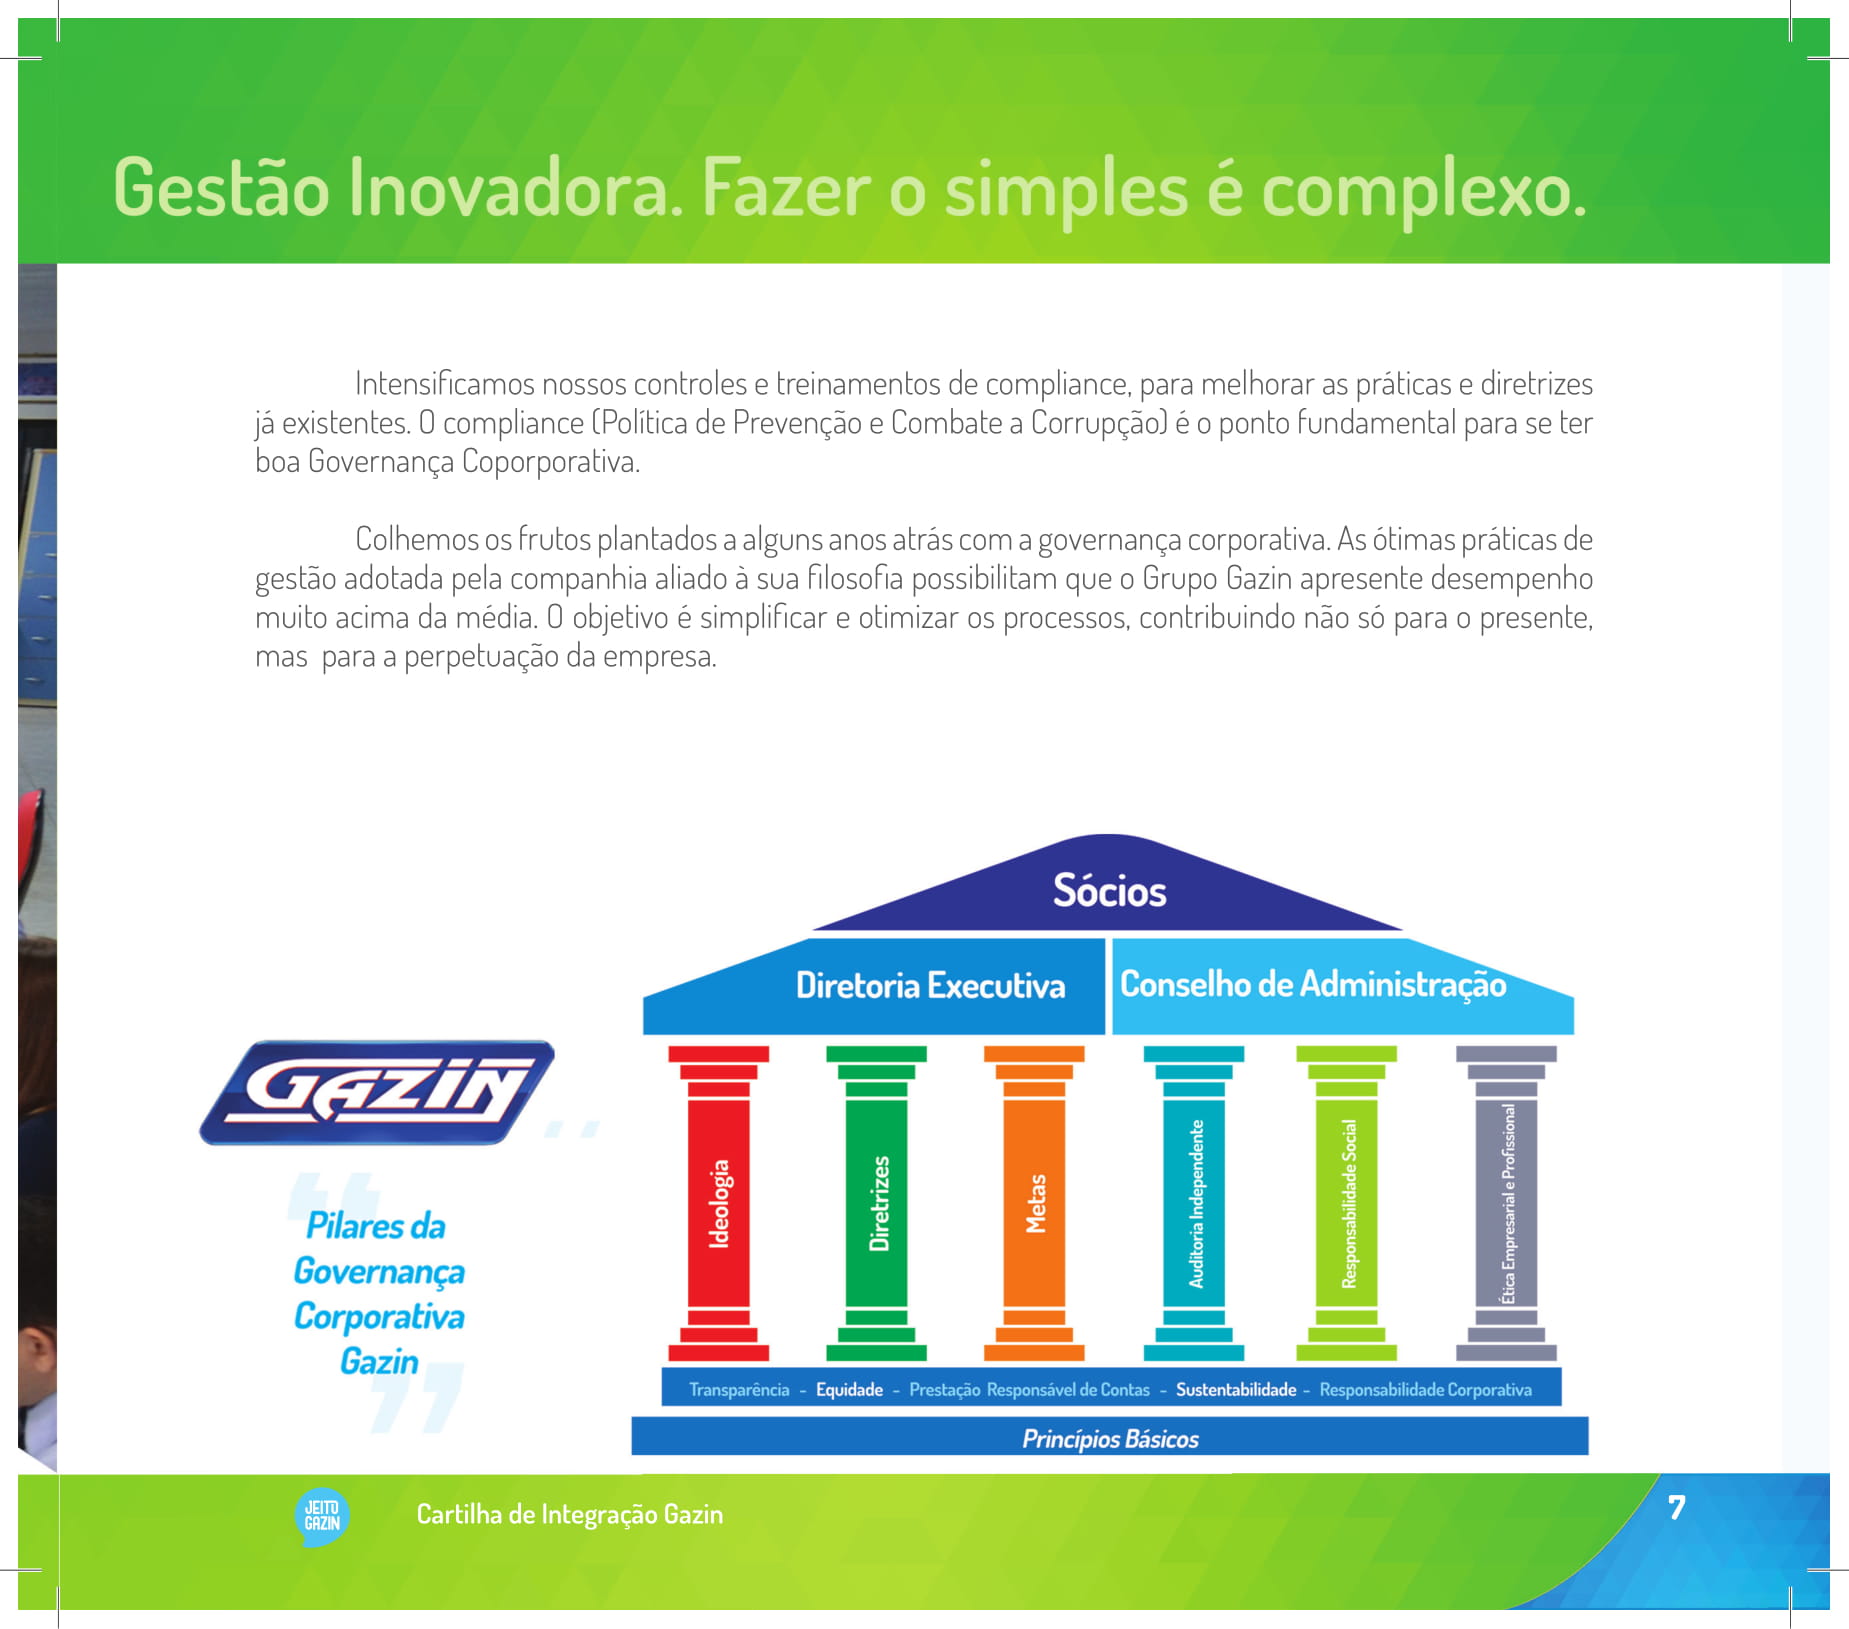 Gestão Inovadora. Fazer o simples é complexo.
Intensificamos nossos controles e treinamentos de compliance, para melhorar as práticas e diretrizes
já existentes. O compliance (Política de Prevenção e Combate a Corrupção) é o ponto fundamental para se ter
boa Governança Coporporativa.
Colhemos os frutos plantados a alguns anos atrás com a governança corporativa. As ótimas práticas de
gestão adotada pela companhia aliado à sua filosofia possibilitam que o Grupo Gazin apresente desempenho
muito acima da média. O objetivo é simplificar e otimizar os processos, contribuindo não só para o presente,
mas para a perpetuação da empresa.
Sócios
Diretoria Executiva
Conselho de Administração
GAZIN
“
Pilares da
Governança
Corporativa
Gazin
”
Ideologia
Diretrizes
Metas
Auditoria Independente
Responsabilidade Social
Ética Empresarial e Profissional
Transparência - Equidade - Prestação Responsável de Contas - Sustentabilidade - Responsabilidade Corporativa
Princípios Básicos
JEITO
GAZIN
Cartilha de Integração Gazin
7